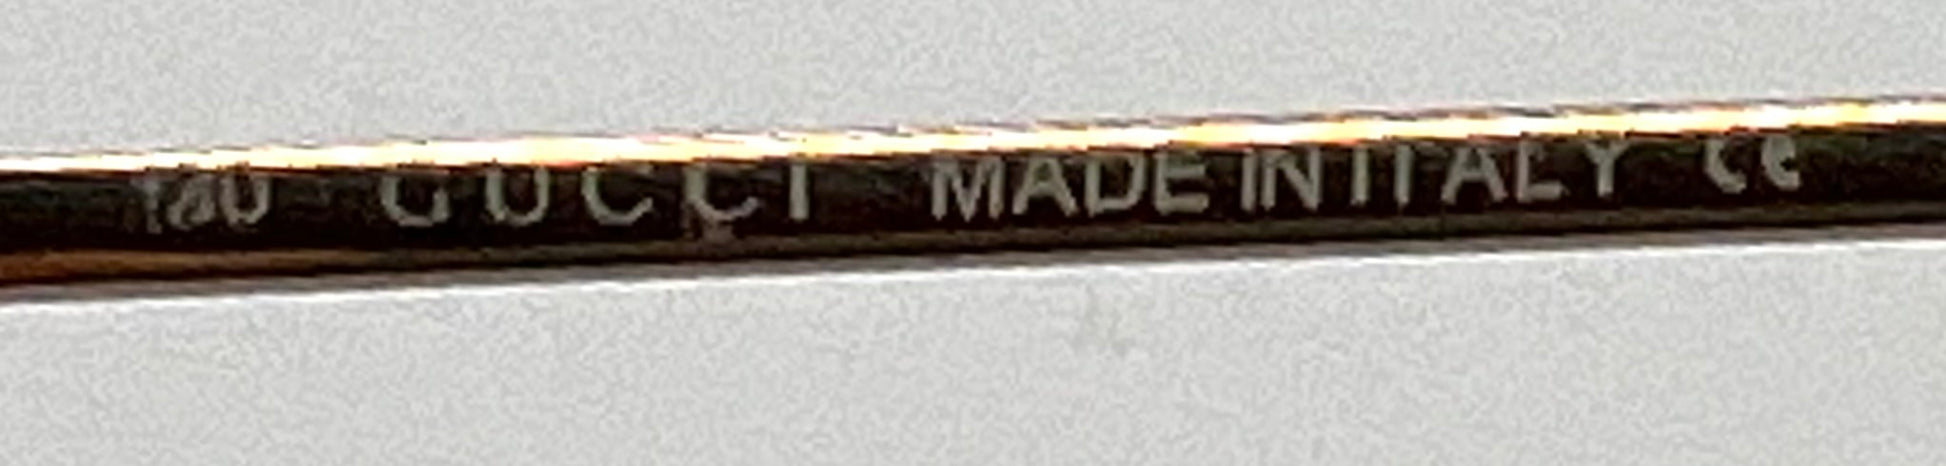 GUCCI MADE IN ITALY CE